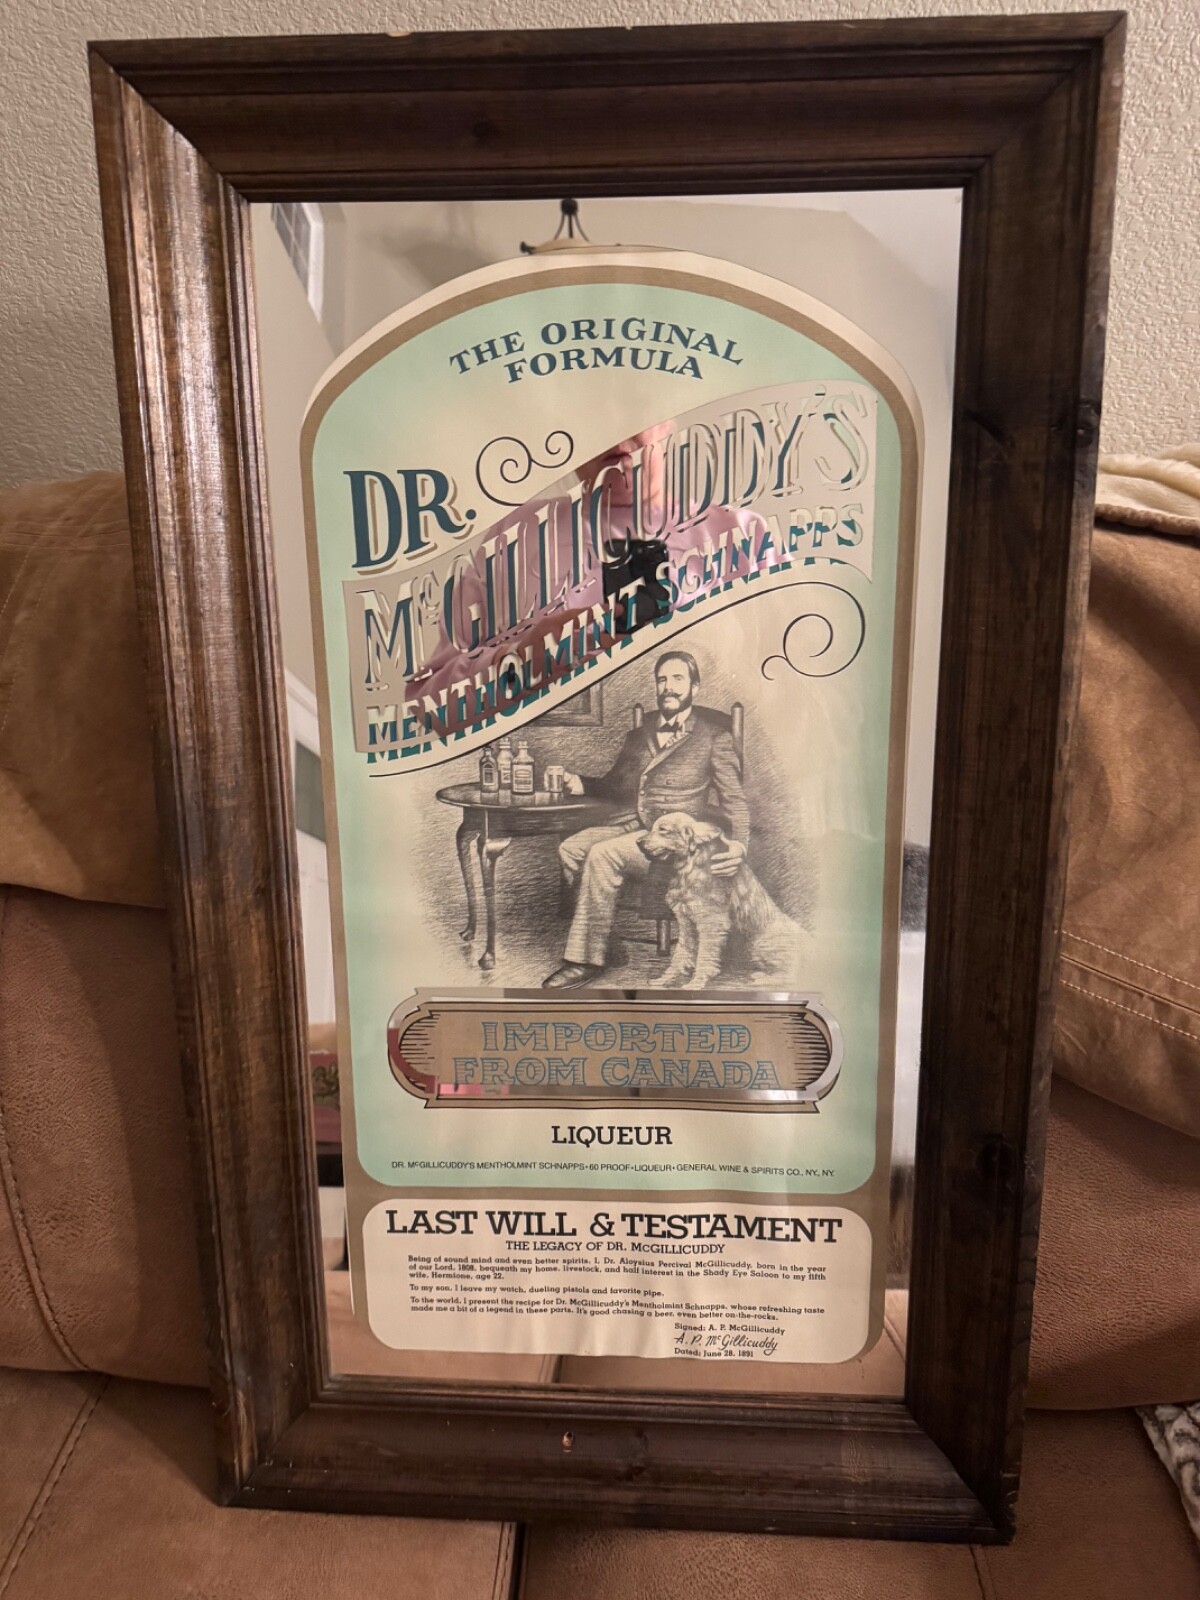 THE ORIGINAL
FORMULA
DR.
McGILLICUDDY'S
MENTHOLMINT SCHNAPPS
IMPORTED
FROM CANADA
LIQUEUR
DR. McGILLICUDDY'S MENTHOLMINT SCHNAPPS•60 PROOF•LIQUEUR•GENERAL WINE & SPIRITS CO., NY, NY.
LAST WILL & TESTAMENT
THE LEGACY OF DR. McGILLICUDDY
Being of sound mind and even better spirits, I, Dr. Aloysius Percival McGillicuddy, born in the year
of our Lord, 1808, bequeath my home, livestock, and half interest in the Shady Eye Saloon to my fifth
wife, Hermione, age 22.
To my son, I leave my watch, dueling pistols and favorite pipe.
To the world, I present the recipe for Dr. McGillicuddy's Mentholmint Schnapps, whose refreshing taste
made me a bit of a legend in these parts. It's good chasing a beer, even better on-the-rocks.
Signed: A. P. McGillicuddy
A. P. McGillicuddy
Dated: June 28, 1891